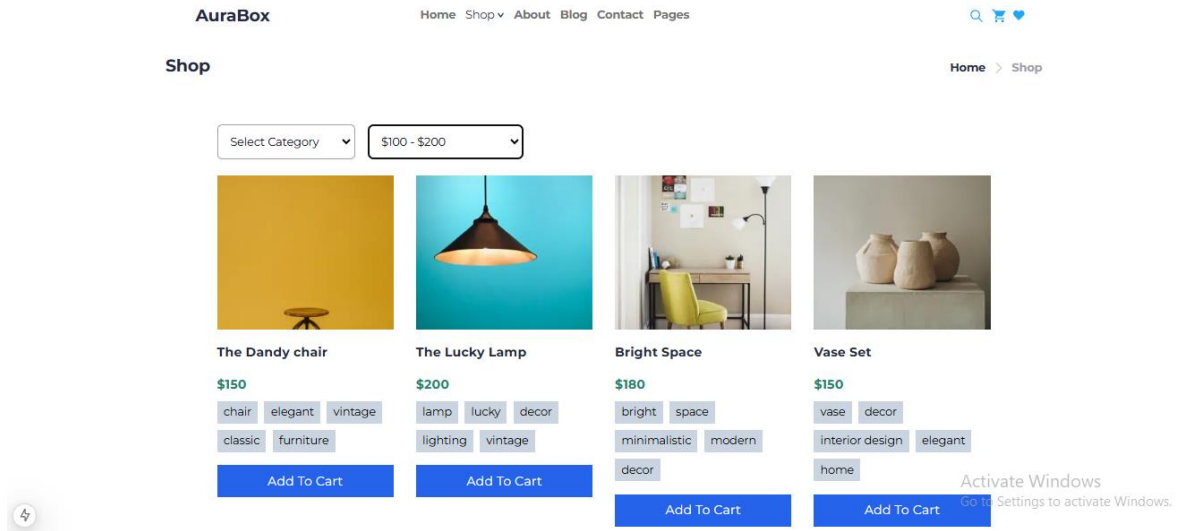 AuraBox Home Shop About Blog Contact Pages
Shop Home Shop
Select Category $100 - $200
The Dandy chair The Lucky Lamp Bright Space Vase Set
$150 $200 $180 $150
chair elegant vintage lamp lucky decor bright space vase decor
classic furniture lighting vintage minimalistic modern interior design elegant
decor home
Add To Cart Add To Cart
Activate Windows
Add To Cart Add To Cart
Go to Settings to activate Windows.